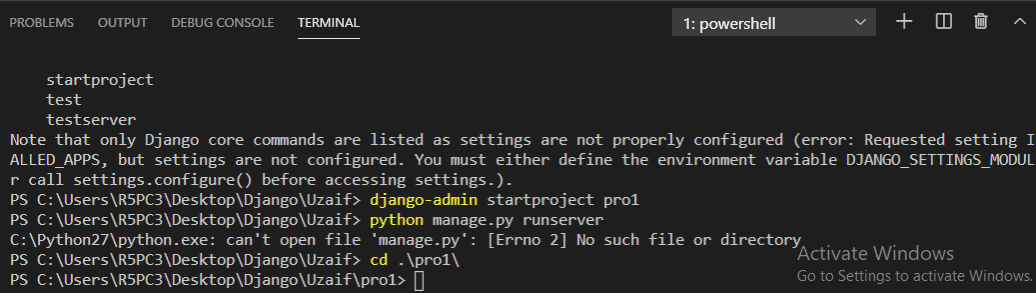 PROBLEMS OUTPUT DEBUG CONSOLE TERMINAL 1: powershell
startproject
test
testserver
Note that only Django core commands are listed as settings are not properly configured (error: Requested setting I
ALLED_APPS, but settings are not configured. You must either define the environment variable DJANGO_SETTINGS_MODUL
r call settings.configure() before accessing settings.).
PS C:\Users\R5PC3\Desktop\Django\Uzaif> django-admin startproject pro1
PS C:\Users\R5PC3\Desktop\Django\Uzaif> python manage.py runserver
C:\Python27\python.exe: can't open file 'manage.py': [Errno 2] No such file or directory
PS C:\Users\R5PC3\Desktop\Django\Uzaif> cd .\pro1\
PS C:\Users\R5PC3\Desktop\Django\Uzaif\pro1>
Activate Windows
Go to Settings to activate Windows.